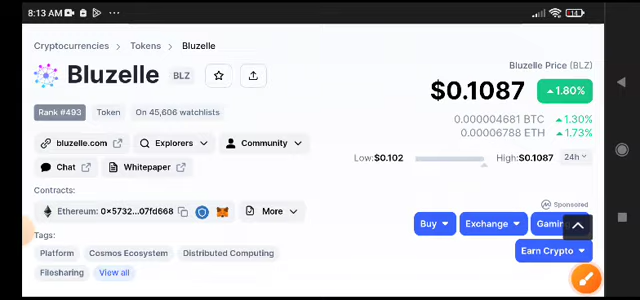 8:13 AM
Cryptocurrencies > Tokens > Bluzelle
Bluzelle BLZ
Rank #493 Token On 45,606 watchlists
bluzelle.com Explorers Community
Chat Whitepaper
Contracts:
Ethereum: 0x5732...07fd668 More
Tags:
Platform Cosmos Ecosystem Distributed Computing
Filesharing View all
Bluzelle Price (BLZ)
$0.1087 1.80%
0.000004681 BTC 1.30%
0.00006788 ETH 1.73%
Low: $0.102 High: $0.1087 24h
Sponsored
Buy Exchange Gaming
Earn Crypto